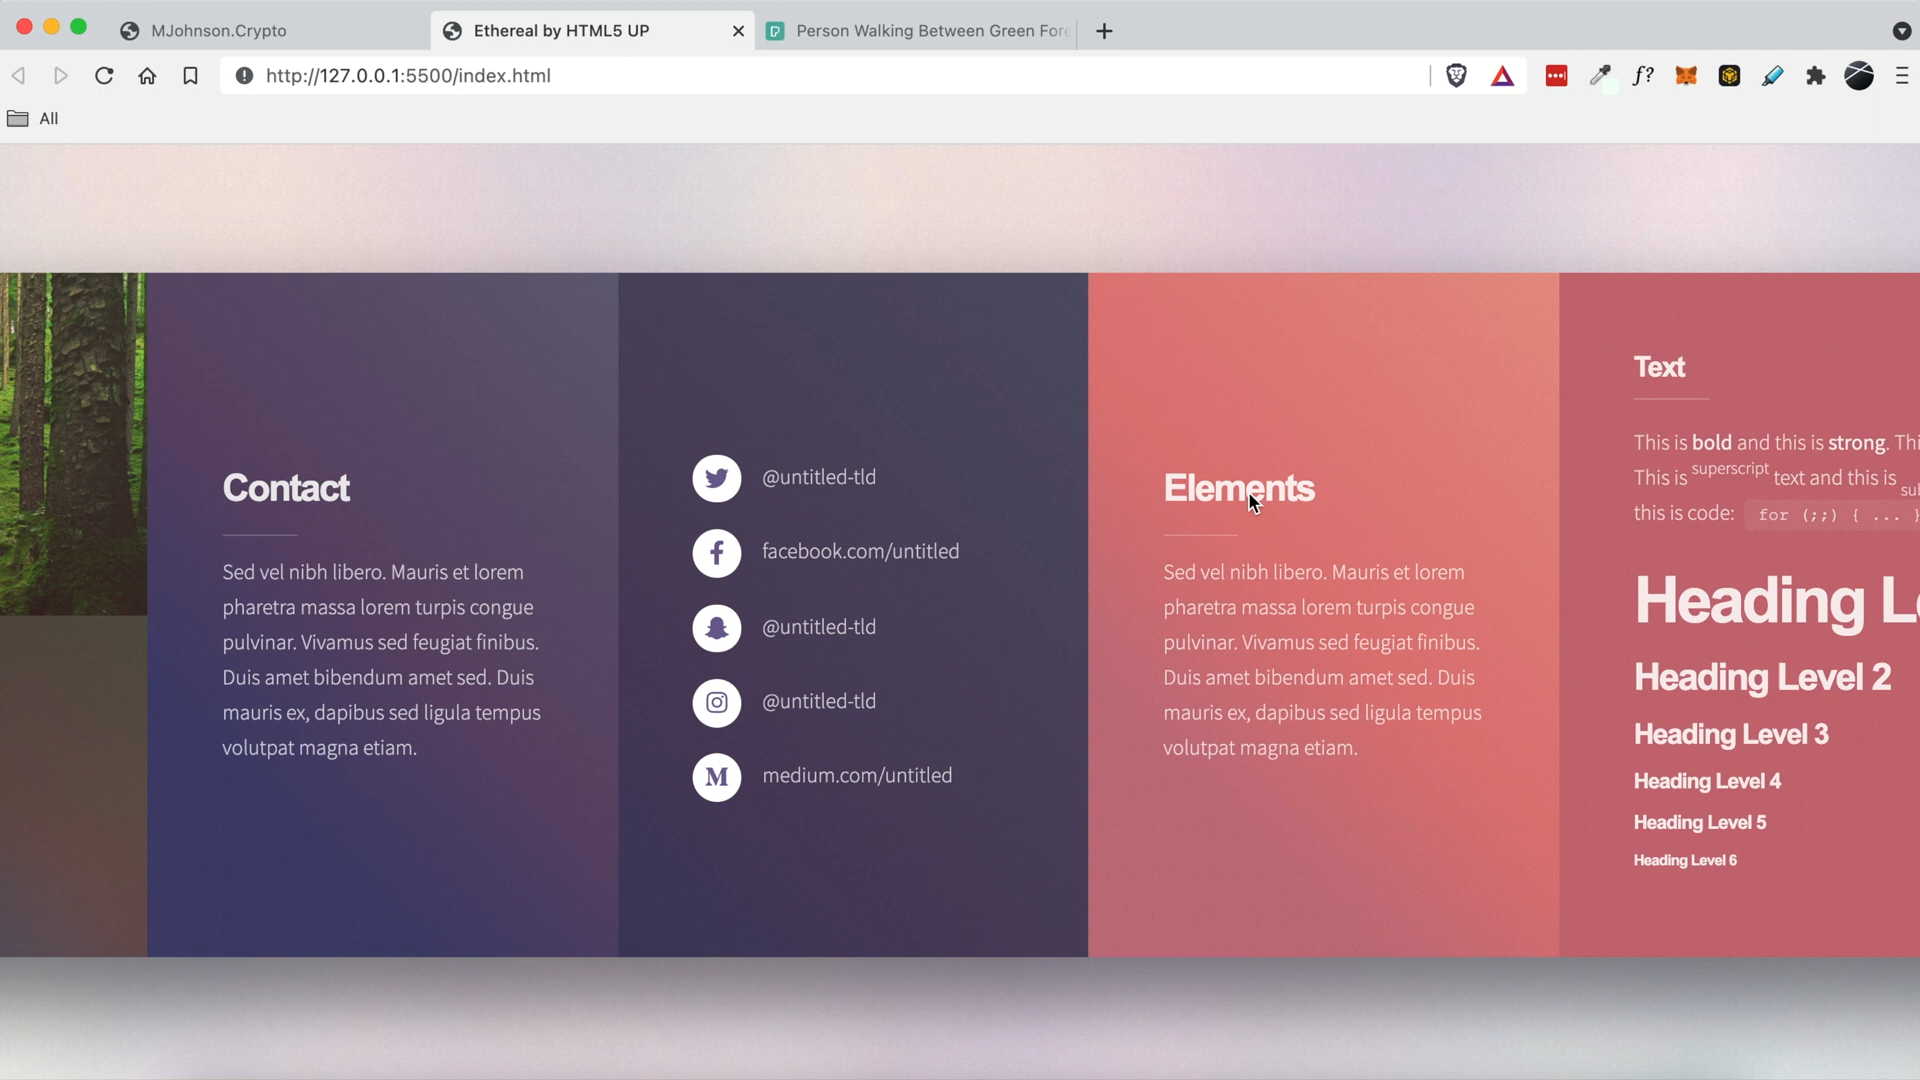 MJohnson.Crypto
Ethereal by HTML5 UP
Person Walking Between Green Fore
http://127.0.0.1:5500/index.html
f?
All
Contact
Sed vel nibh libero. Mauris et lorem
pharetra massa lorem turpis congue
pulvinar. Vivamus sed feugiat finibus.
Duis amet bibendum amet sed. Duis
mauris ex, dapibus sed ligula tempus
volutpat magna etiam.
@untitled-tld
facebook.com/untitled
@untitled-tld
@untitled-tld
M
medium.com/untitled
Elements
Sed vel nibh libero. Mauris et lorem
pharetra massa lorem turpis congue
pulvinar. Vivamus sed feugiat finibus.
Duis amet bibendum amet sed. Duis
mauris ex, dapibus sed ligula tempus
volutpat magna etiam.
Text
This is bold and this is strong. Thi
This is superscript text and this is sub
this is code: for (;;) { ... }
Heading Le
Heading Level 2
Heading Level 3
Heading Level 4
Heading Level 5
Heading Level 6